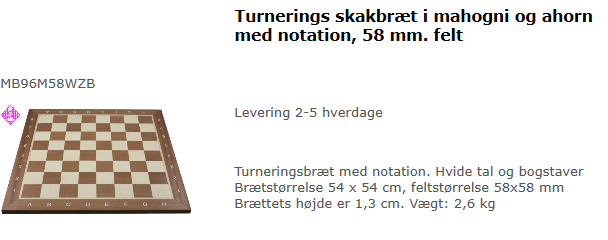 Turnerings skakbræt i mahogni og ahorn
med notation, 58 mm. felt
MB96M58WZB
Levering 2-5 hverdage
Turneringsbræt med notation. Hvide tal og bogstaver
Brætstørrelse 54 x 54 cm, feltstørrelse 58x58 mm
Brættets højde er 1,3 cm. Vægt: 2,6 kg
A B C D E F G H